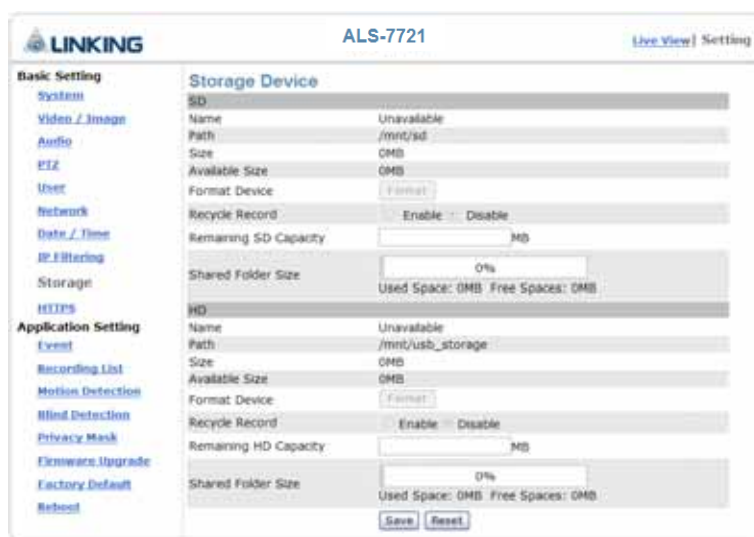 LINKING
ALS-7721
Live View| Setting
Basic Setting
System
Video / Image
Audio
PTZ
User
Network
Date / Time
IP Filtering
Storage
HTTPS
Application Setting
Event
Recording List
Motion Detection
Blind Detection
Privacy Mask
Firmware Upgrade
Factory Default
Reboot
Storage Device
SD
Name Unavailable
Path /mnt/sd
Size 0MB
Available Size 0MB
Format Device Format
Recycle Record Enable Disable
Remaining SD Capacity MB
Shared Folder Size 0%
Used Space: 0MB Free Spaces: 0MB
HD
Name Unavailable
Path /mnt/usb_storage
Size 0MB
Available Size 0MB
Format Device Format
Recycle Record Enable Disable
Remaining HD Capacity MB
Shared Folder Size 0%
Used Space: 0MB Free Spaces: 0MB
Save Reset